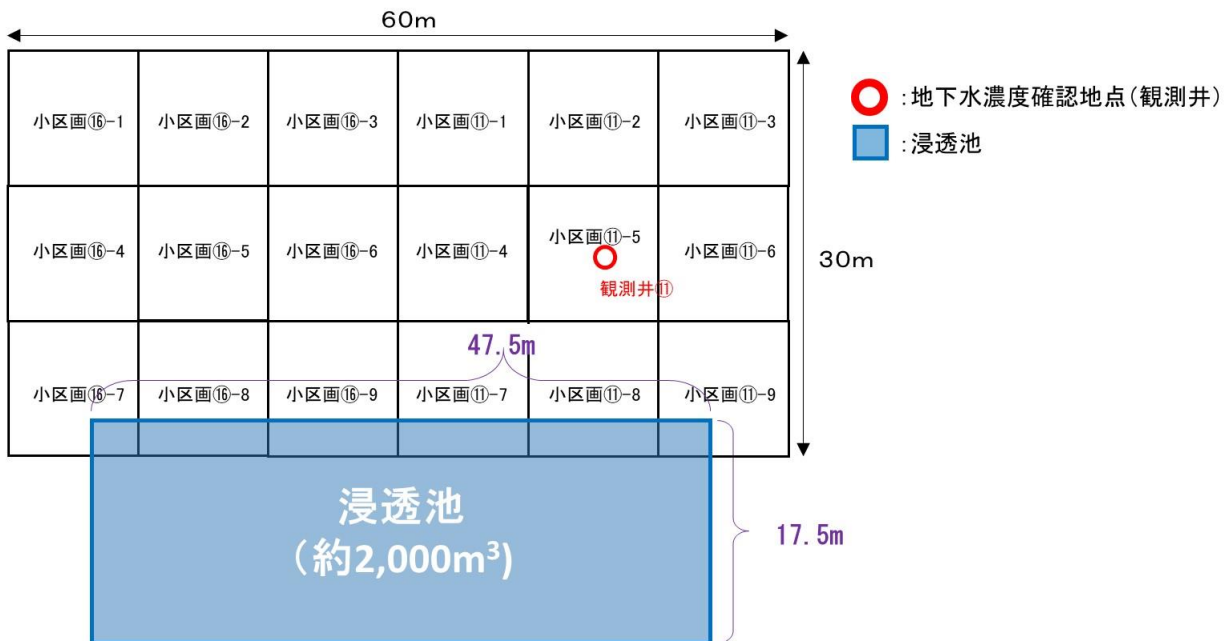 60m
小区画⑯-1
小区画⑯-2
小区画⑯-3
小区画⑪-1
小区画⑪-2
小区画⑪-3
:地下水濃度確認地点(観測井)
:浸透池
小区画⑯-4
小区画⑯-5
小区画⑯-6
小区画⑪-4
小区画⑪-5
小区画⑪-6
観測井⑪
30m
47.5m
小区画⑯-7
小区画⑯-8
小区画⑯-9
小区画⑪-7
小区画⑪-8
小区画⑪-9
浸透池
(約2,000m³)
17.5m